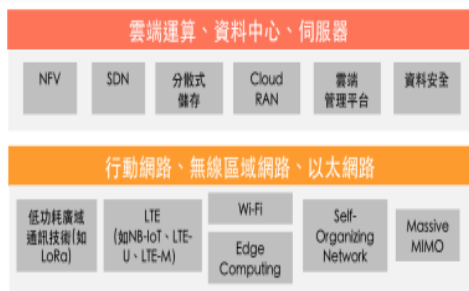 雲端運算、資料中心、伺服器
NFV
SDN
分散式
儲存
Cloud
RAN
雲端
管理平台
資料安全
行動網路、無線區域網路、以太網路
低功耗廣域
通訊技術(如
LoRa)
LTE
(如NB-IoT、LTE-
U、LTE-M)
Wi-Fi
Edge
Computing
Self-
Organizing
Network
Massive
MIMO